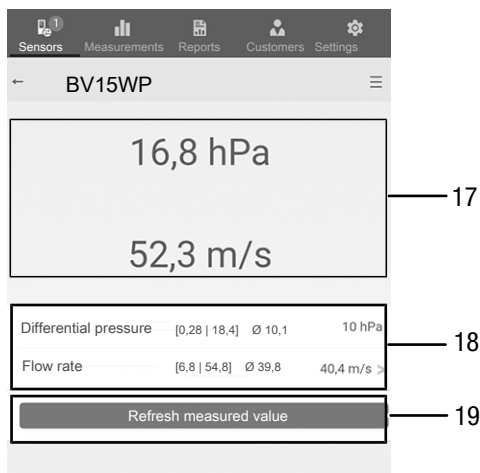 1
Sensors Measurements Reports Customers Settings
← BV15WP ☰
16,8 hPa
17
52,3 m/s
Differential pressure [0,28 | 18,4] Ø 10,1 10 hPa
18
Flow rate [6,8 | 54,8] Ø 39,8 40,4 m/s >
Refresh measured value 19